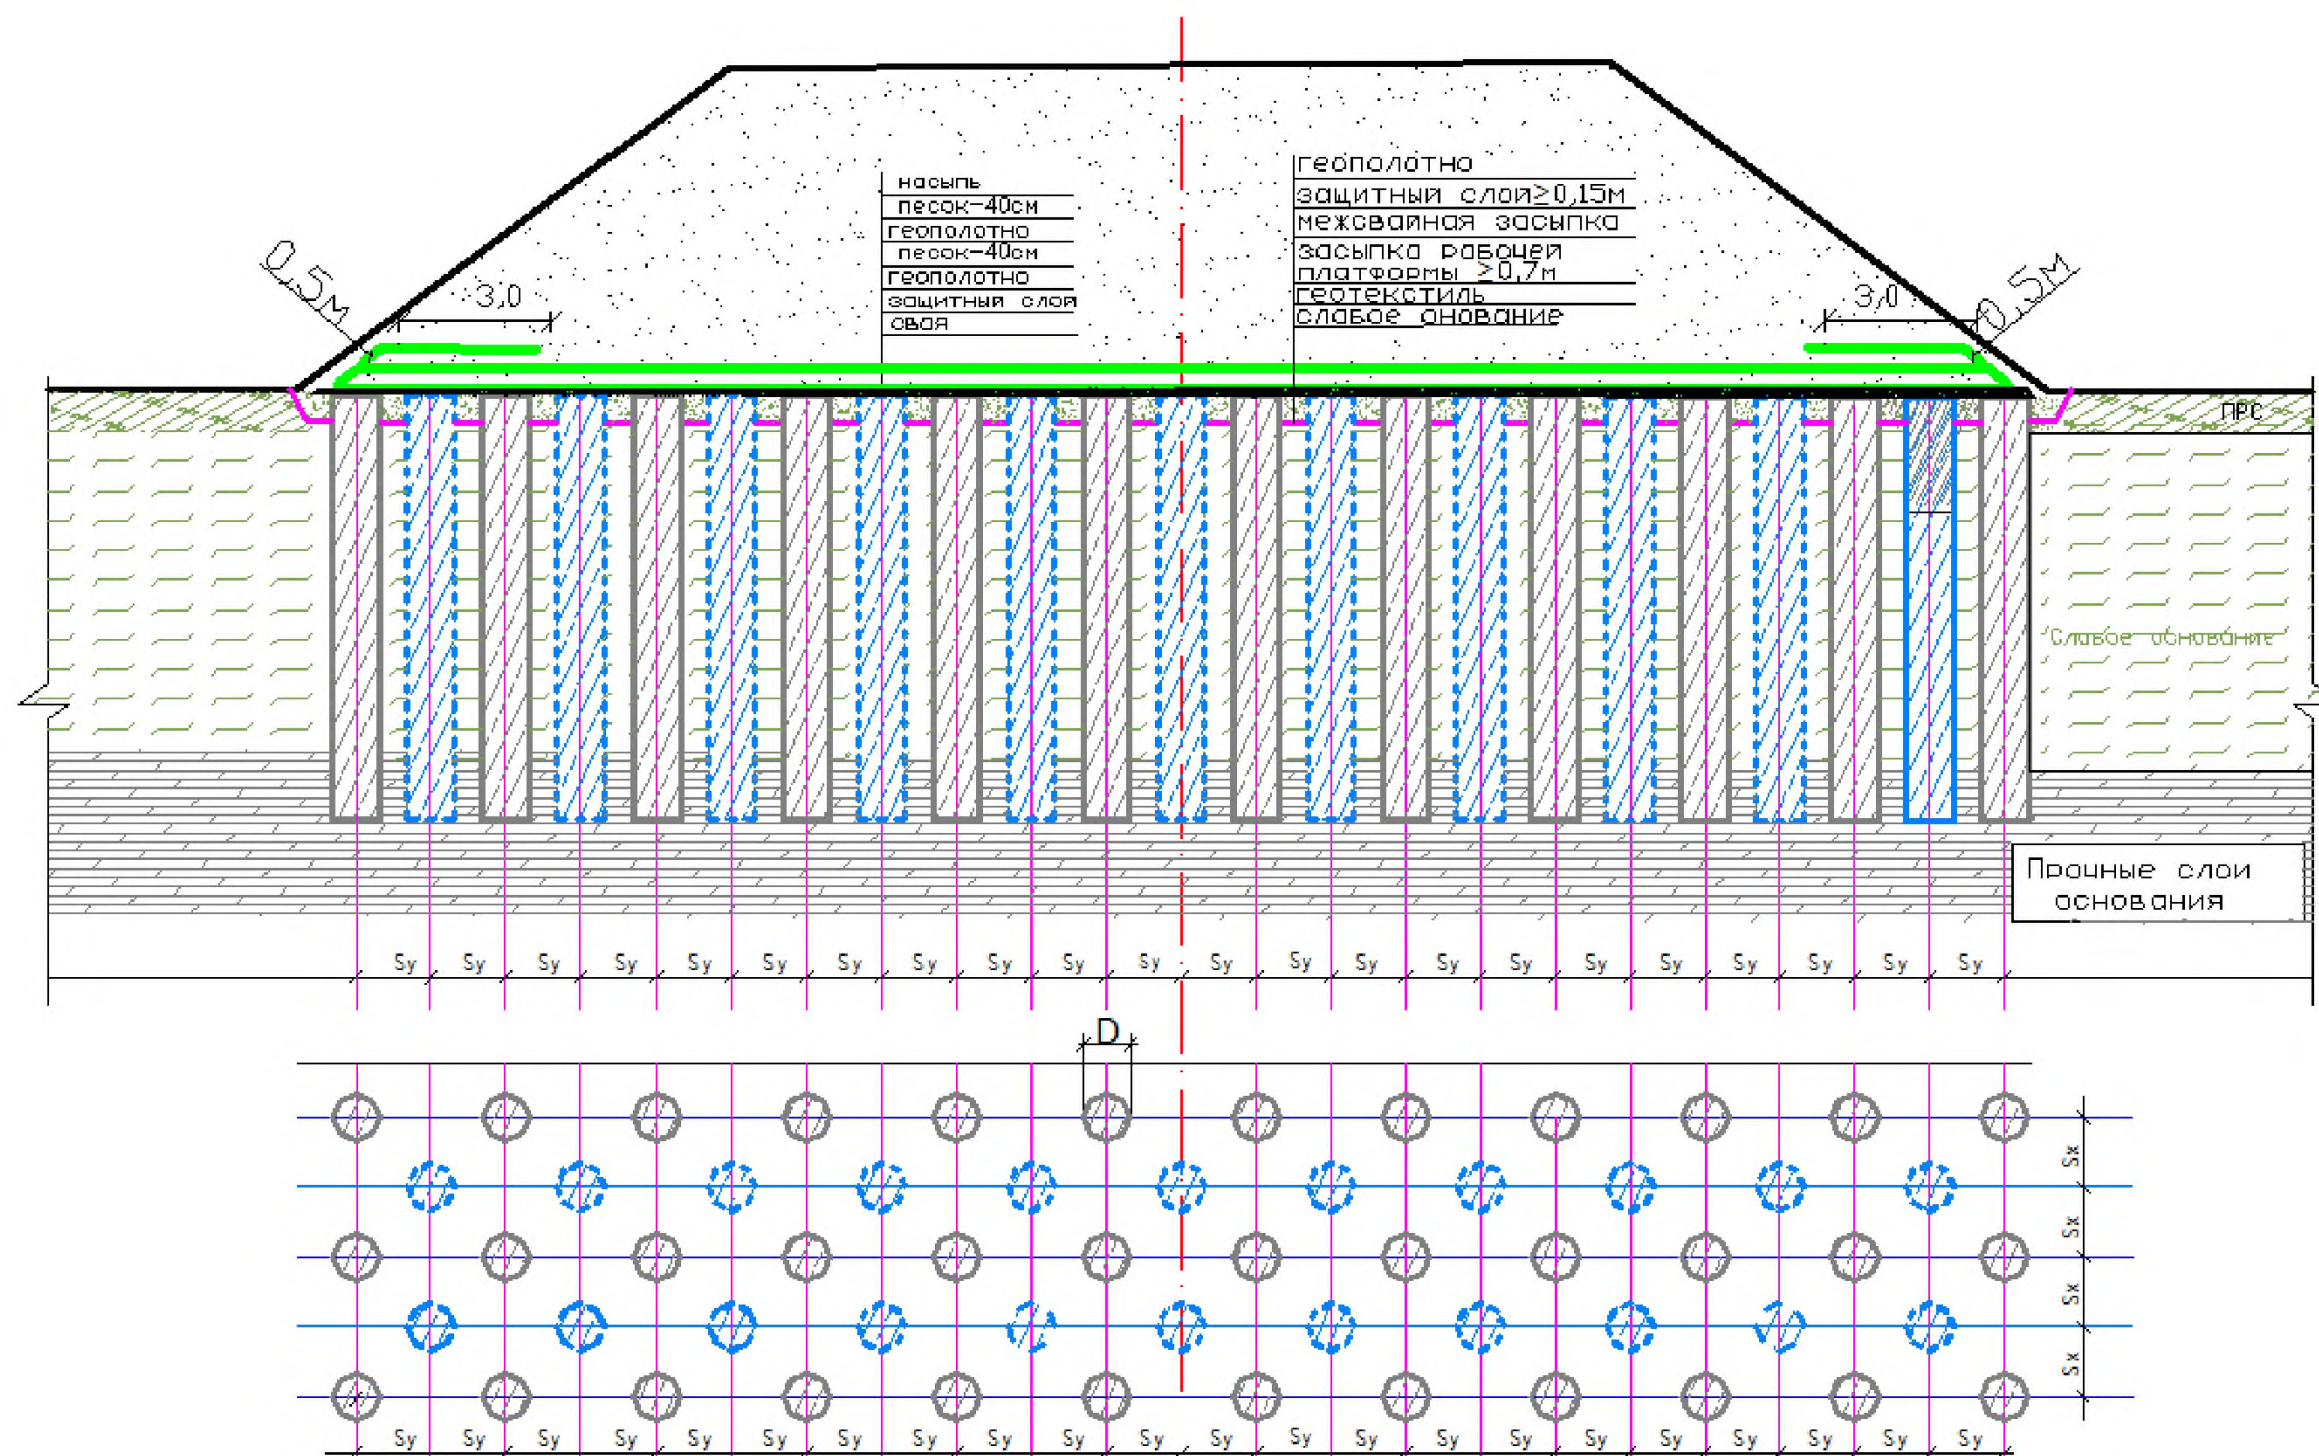 насыпь
песок-40см
геополотно
песок-40см
геополотно
защитный слой
свая
геополотно
защитный слой≥0,15м
межсвайная засыпка
засыпка рабочей
платформы ≥0,7м
геотекстиль
слабое онование
0,5м
3,0
3,0
0,5м
ПРС
Слабое основание
Прочные слои
основания
Sy Sy Sy Sy Sy Sy Sy Sy Sy Sy Sy Sy Sy Sy Sy Sy Sy Sy Sy Sy Sy Sy
D
Sx
Sx
Sx
Sx
Sy Sy Sy Sy Sy Sy Sy Sy Sy Sy Sy Sy Sy Sy Sy Sy Sy Sy Sy Sy Sy Sy